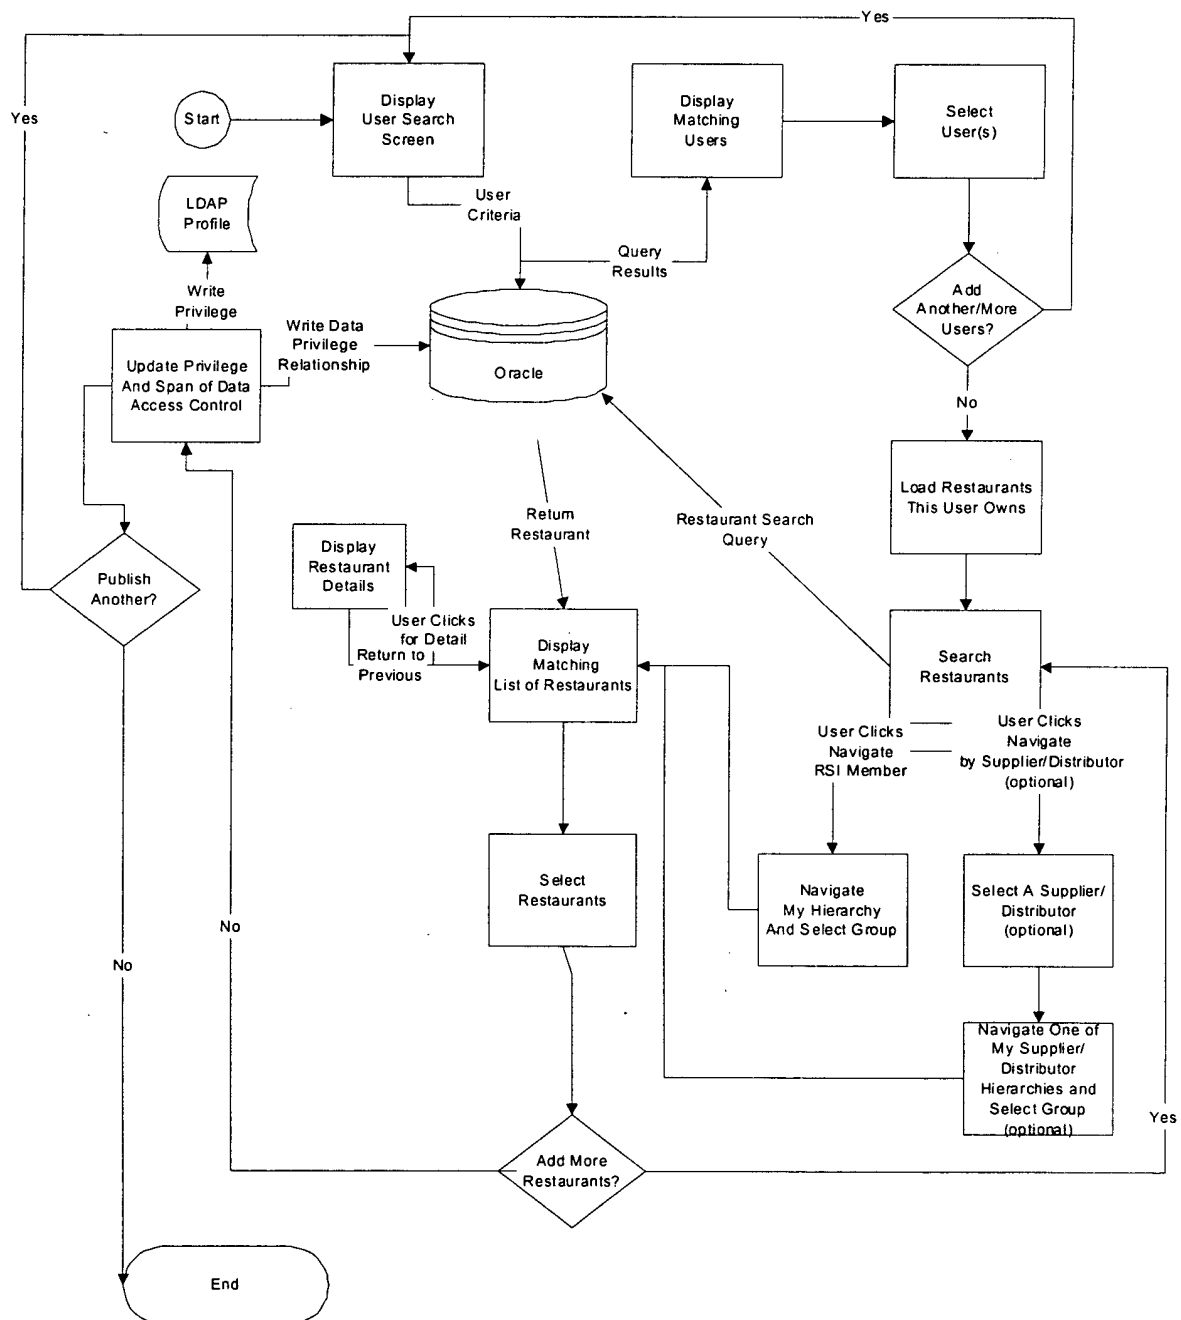 Yes
Yes
Start
Display
User Search
Screen
Display
Matching
Users
Select
User(s)
LDAP
Profile
User
Criteria
Query
Results
Add
Another/More
Users?
Write
Privilege
Write Data
Privilege
Relationship
Oracle
Update Privilege
And Span of Data
Access Control
No
Load Restaurants
This User Owns
Return
Restaurant
Restaurant Search
Query
Display
Restaurant
Details
Publish
Another?
User Clicks
for Detail
Return to
Previous
Display
Matching
List of Restaurants
Search
Restaurants
User Clicks
Navigate
RSI Member
User Clicks
Navigate
by Supplier/Distributor
(optional)
Select
Restaurants
Navigate
My Hierarchy
And Select Group
Select A Supplier/
Distributor
(optional)
No
No
Navigate One of
My Supplier/
Distributor
Hierarchies and
Select Group
(optional)
Yes
Add More
Restaurants?
End